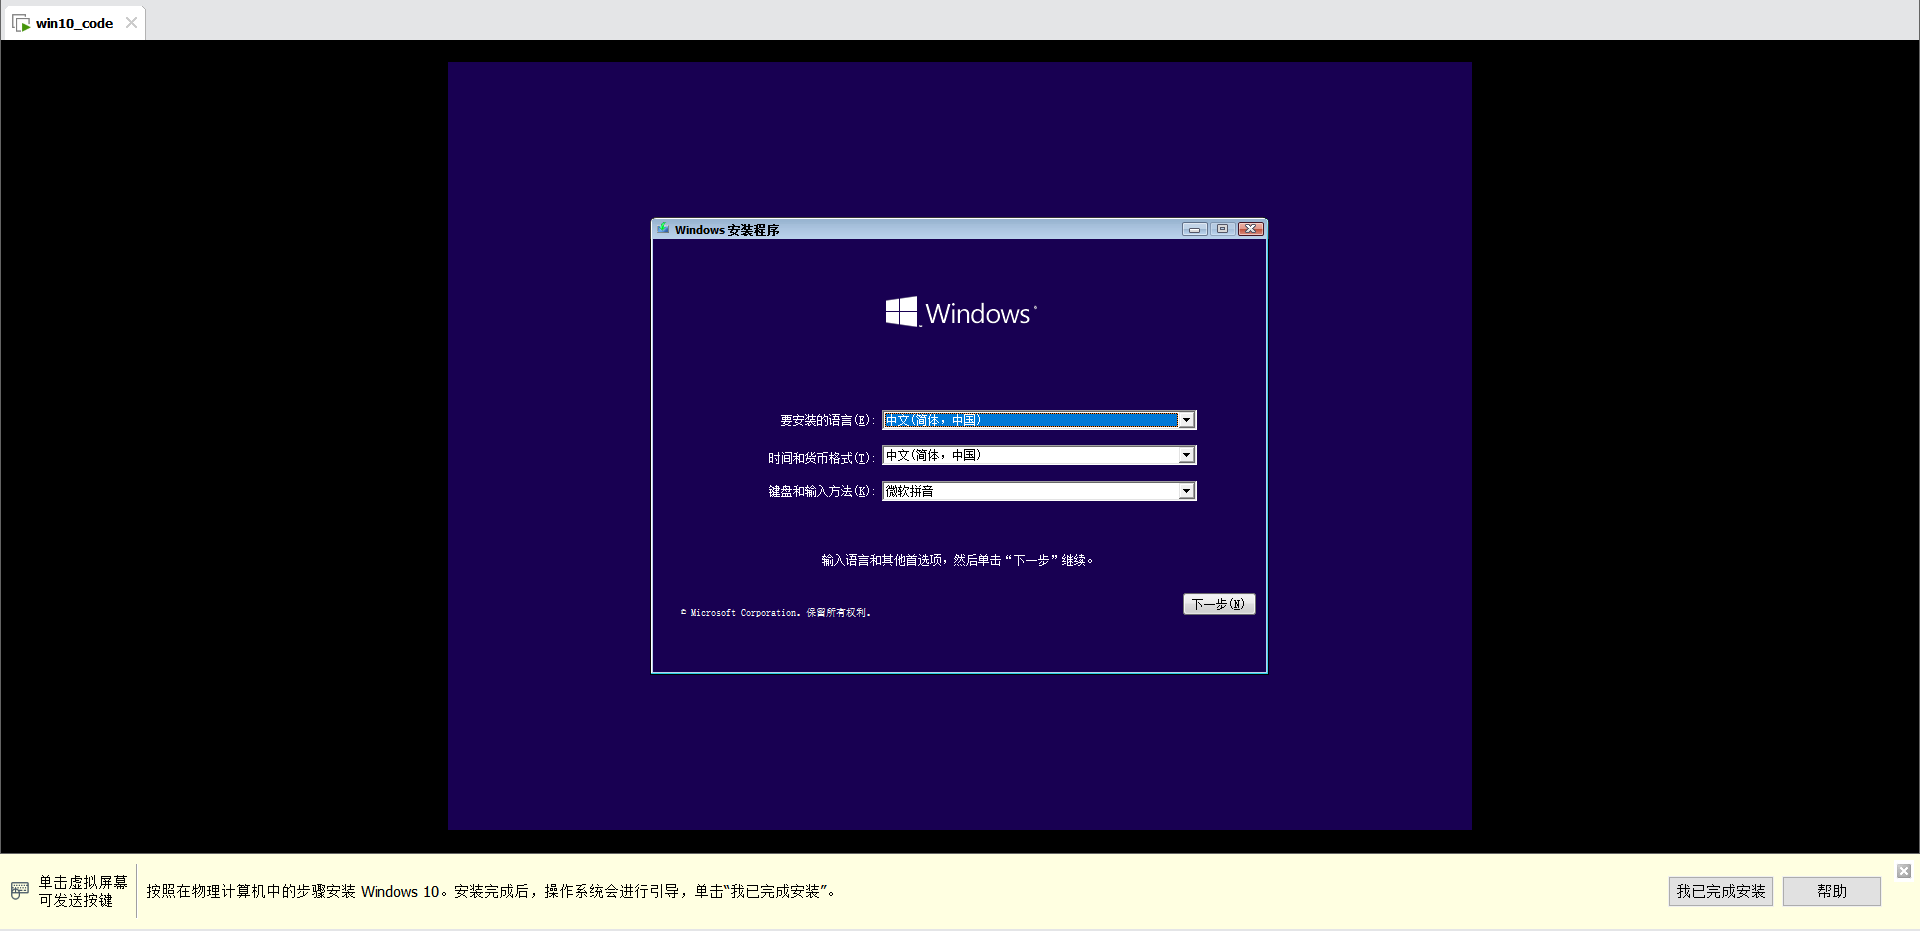 win10_code
Windows 安装程序
Windows
要安装的语言(E): 中文(简体，中国)
时间和货币格式(T): 中文(简体，中国)
键盘和输入方法(K): 微软拼音
输入语言和其他首选项，然后单击“下一步”继续。
© Microsoft Corporation. 保留所有权利。
下一步(N)
单击虚拟屏幕
可发送按键
按照在物理计算机中的步骤安装 Windows 10。安装完成后，操作系统会进行引导，单击“我已完成安装”。
我已完成安装
帮助